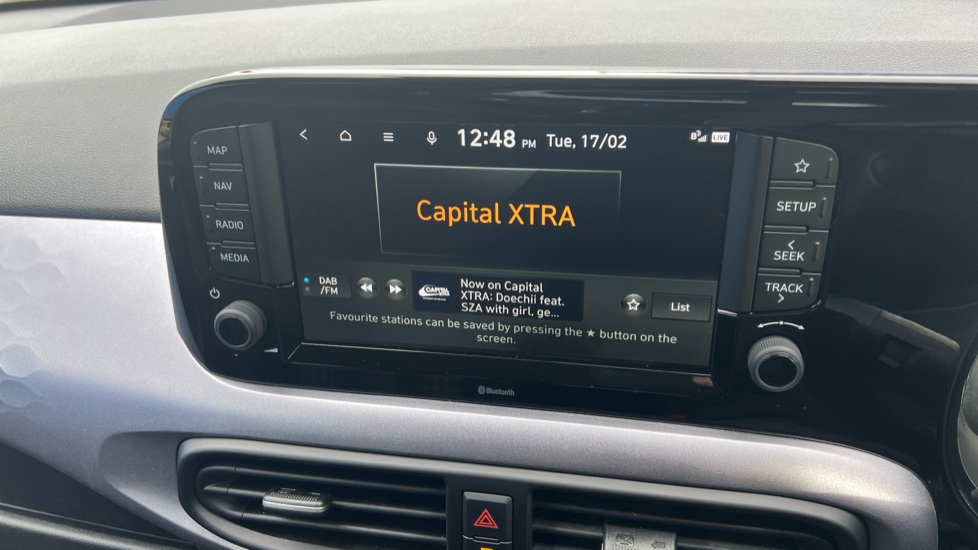 12:48 PM Tue, 17/02
LIVE
MAP
NAV
RADIO
MEDIA
Capital XTRA
SETUP
SEEK
TRACK
DAB
/FM
CAPITAL
XTRA
Now on Capital
XTRA: Doechii feat.
SZA with girl, ge...
List
Favourite stations can be saved by pressing the ★ button on the
screen.
Bluetooth